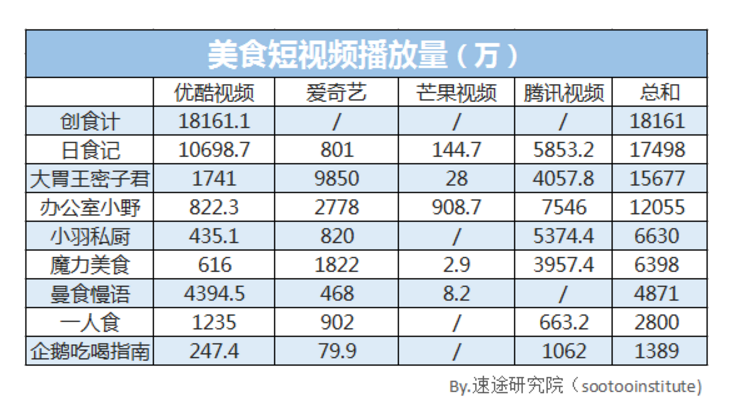 美食短视频播放量（万）
优酷视频 爱奇艺 芒果视频 腾讯视频 总和
创食计 18161.1 / / / 18161
日食记 10698.7 801 144.7 5853.2 17498
大胃王密子君 1741 9850 28 4057.8 15677
办公室小野 822.3 2778 908.7 7546 12055
小羽私厨 435.1 820 / 5374.4 6630
魔力美食 616 1822 2.9 3957.4 6398
曼食慢语 4394.5 468 8.2 / 4871
一人食 1235 902 / 663.2 2800
企鹅吃喝指南 247.4 79.9 / 1062 1389
By.速途研究院（sootooinstitute)